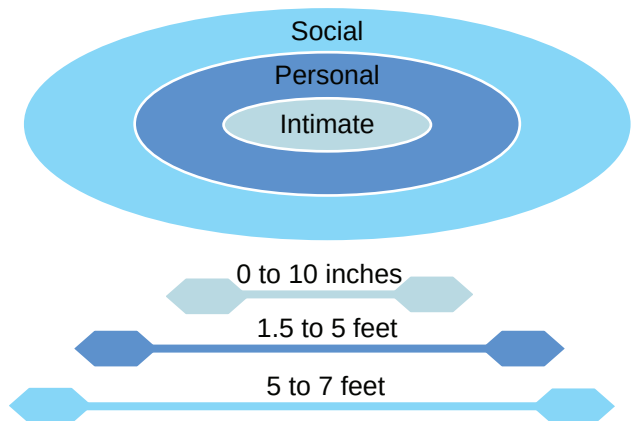 Social
Personal
Intimate
0 to 10 inches
1.5 to 5 feet
5 to 7 feet